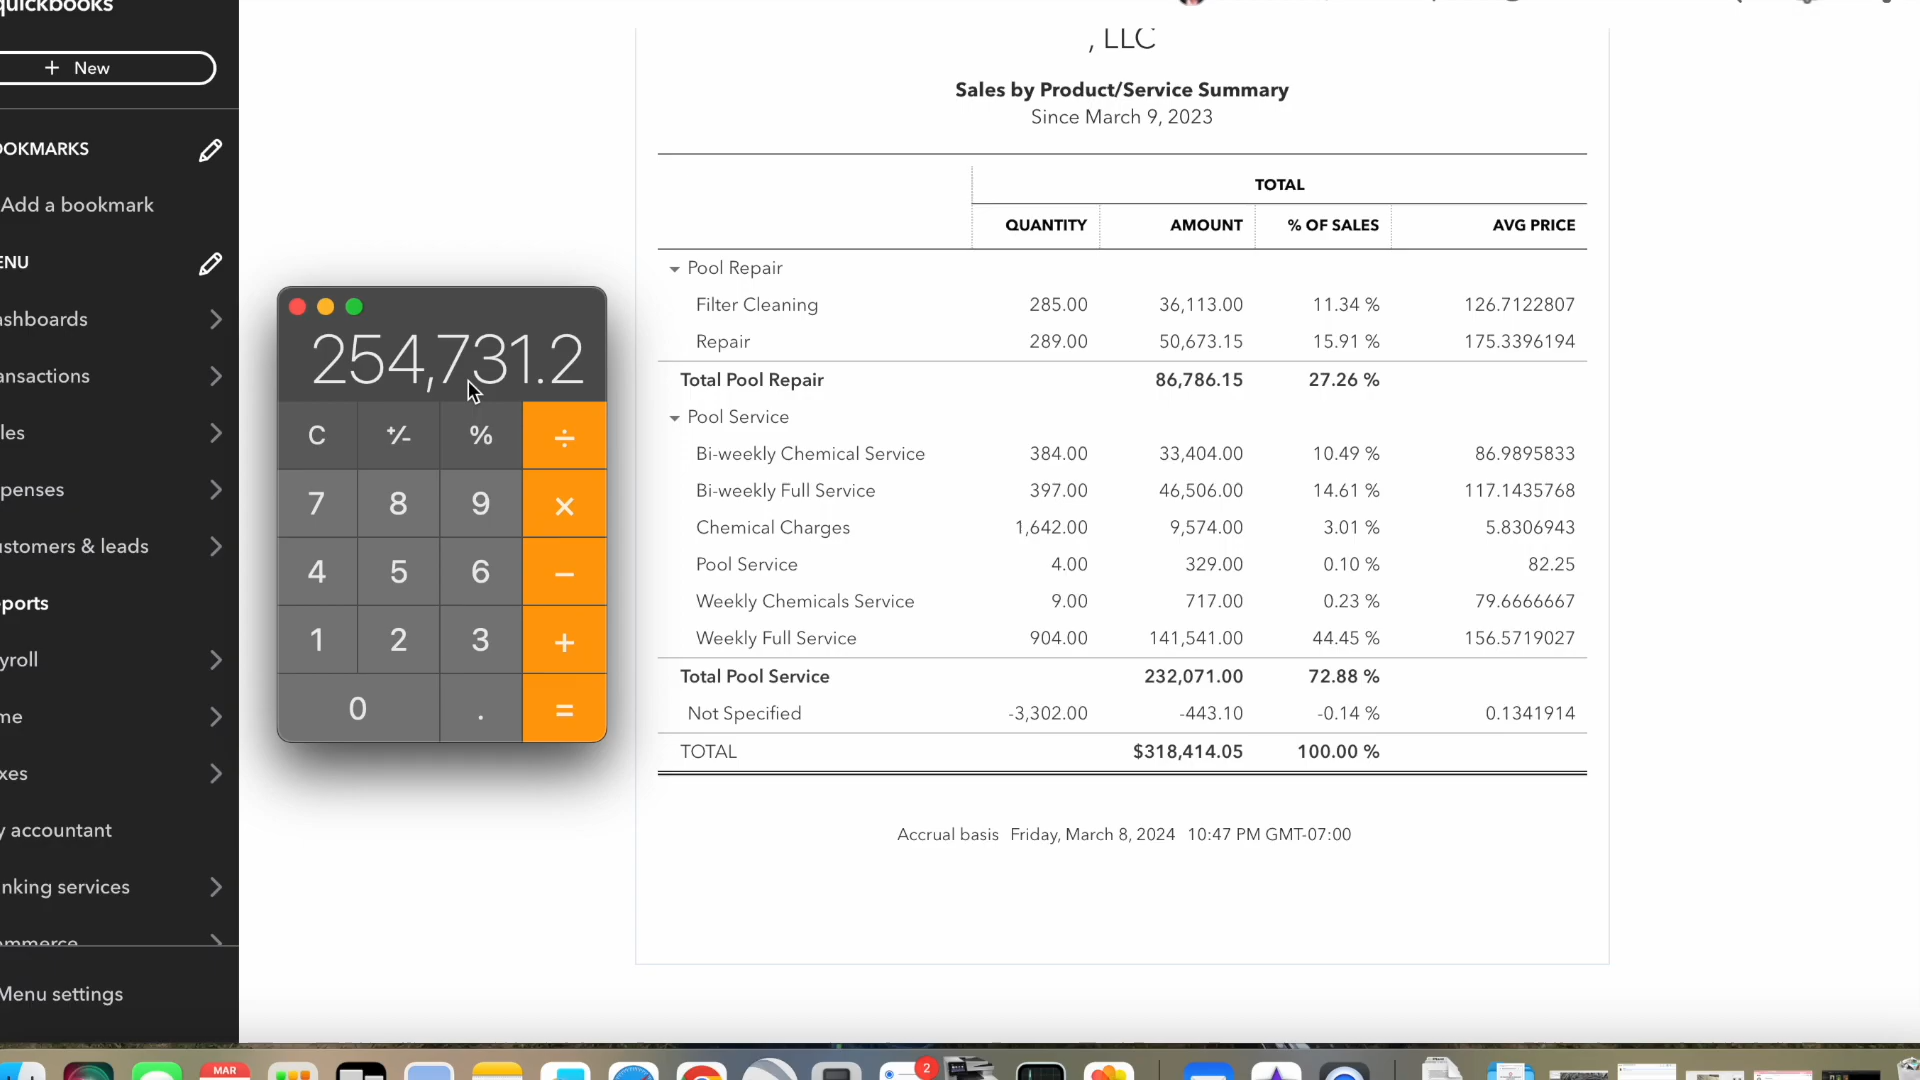 quickbooks
+ New
OOKMARKS
Add a bookmark
ENU
ashboards
ansactions
les
penses
ustomers & leads
ports
yroll
me
xes
y accountant
nking services
ommerce
Menu settings
254,731.2
C +/- % ÷
7 8 9 ×
4 5 6 −
1 2 3 +
0 . =
, LLC
Sales by Product/Service Summary
Since March 9, 2023
TOTAL
QUANTITY AMOUNT % OF SALES AVG PRICE
Pool Repair
Filter Cleaning 285.00 36,113.00 11.34 % 126.7122807
Repair 289.00 50,673.15 15.91 % 175.3396194
Total Pool Repair 86,786.15 27.26 %
Pool Service
Bi-weekly Chemical Service 384.00 33,404.00 10.49 % 86.9895833
Bi-weekly Full Service 397.00 46,506.00 14.61 % 117.1435768
Chemical Charges 1,642.00 9,574.00 3.01 % 5.8306943
Pool Service 4.00 329.00 0.10 % 82.25
Weekly Chemicals Service 9.00 717.00 0.23 % 79.6666667
Weekly Full Service 904.00 141,541.00 44.45 % 156.5719027
Total Pool Service 232,071.00 72.88 %
Not Specified -3,302.00 -443.10 -0.14 % 0.1341914
TOTAL $318,414.05 100.00 %
Accrual basis Friday, March 8, 2024 10:47 PM GMT-07:00
MAR
2